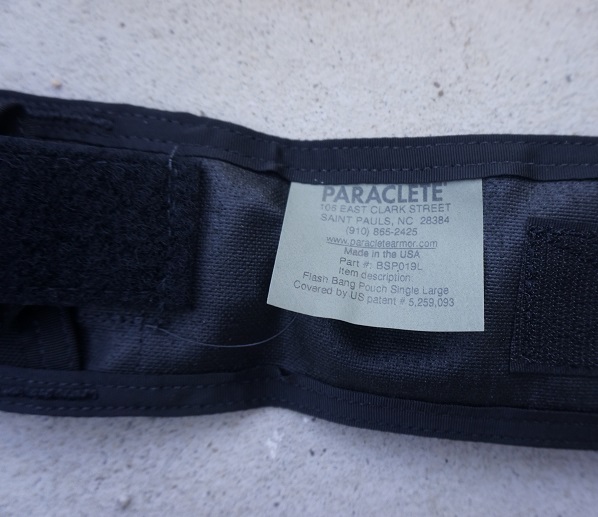 PARACLETE
108 EAST CLARK STREET
SAINT PAULS, NC 28384
(910) 865-2425
www.paracletearmor.com
Made in the USA
Part #: BSP019L
Item description
Flash Bang Pouch Single Large
Covered by US patent # 5,259,093